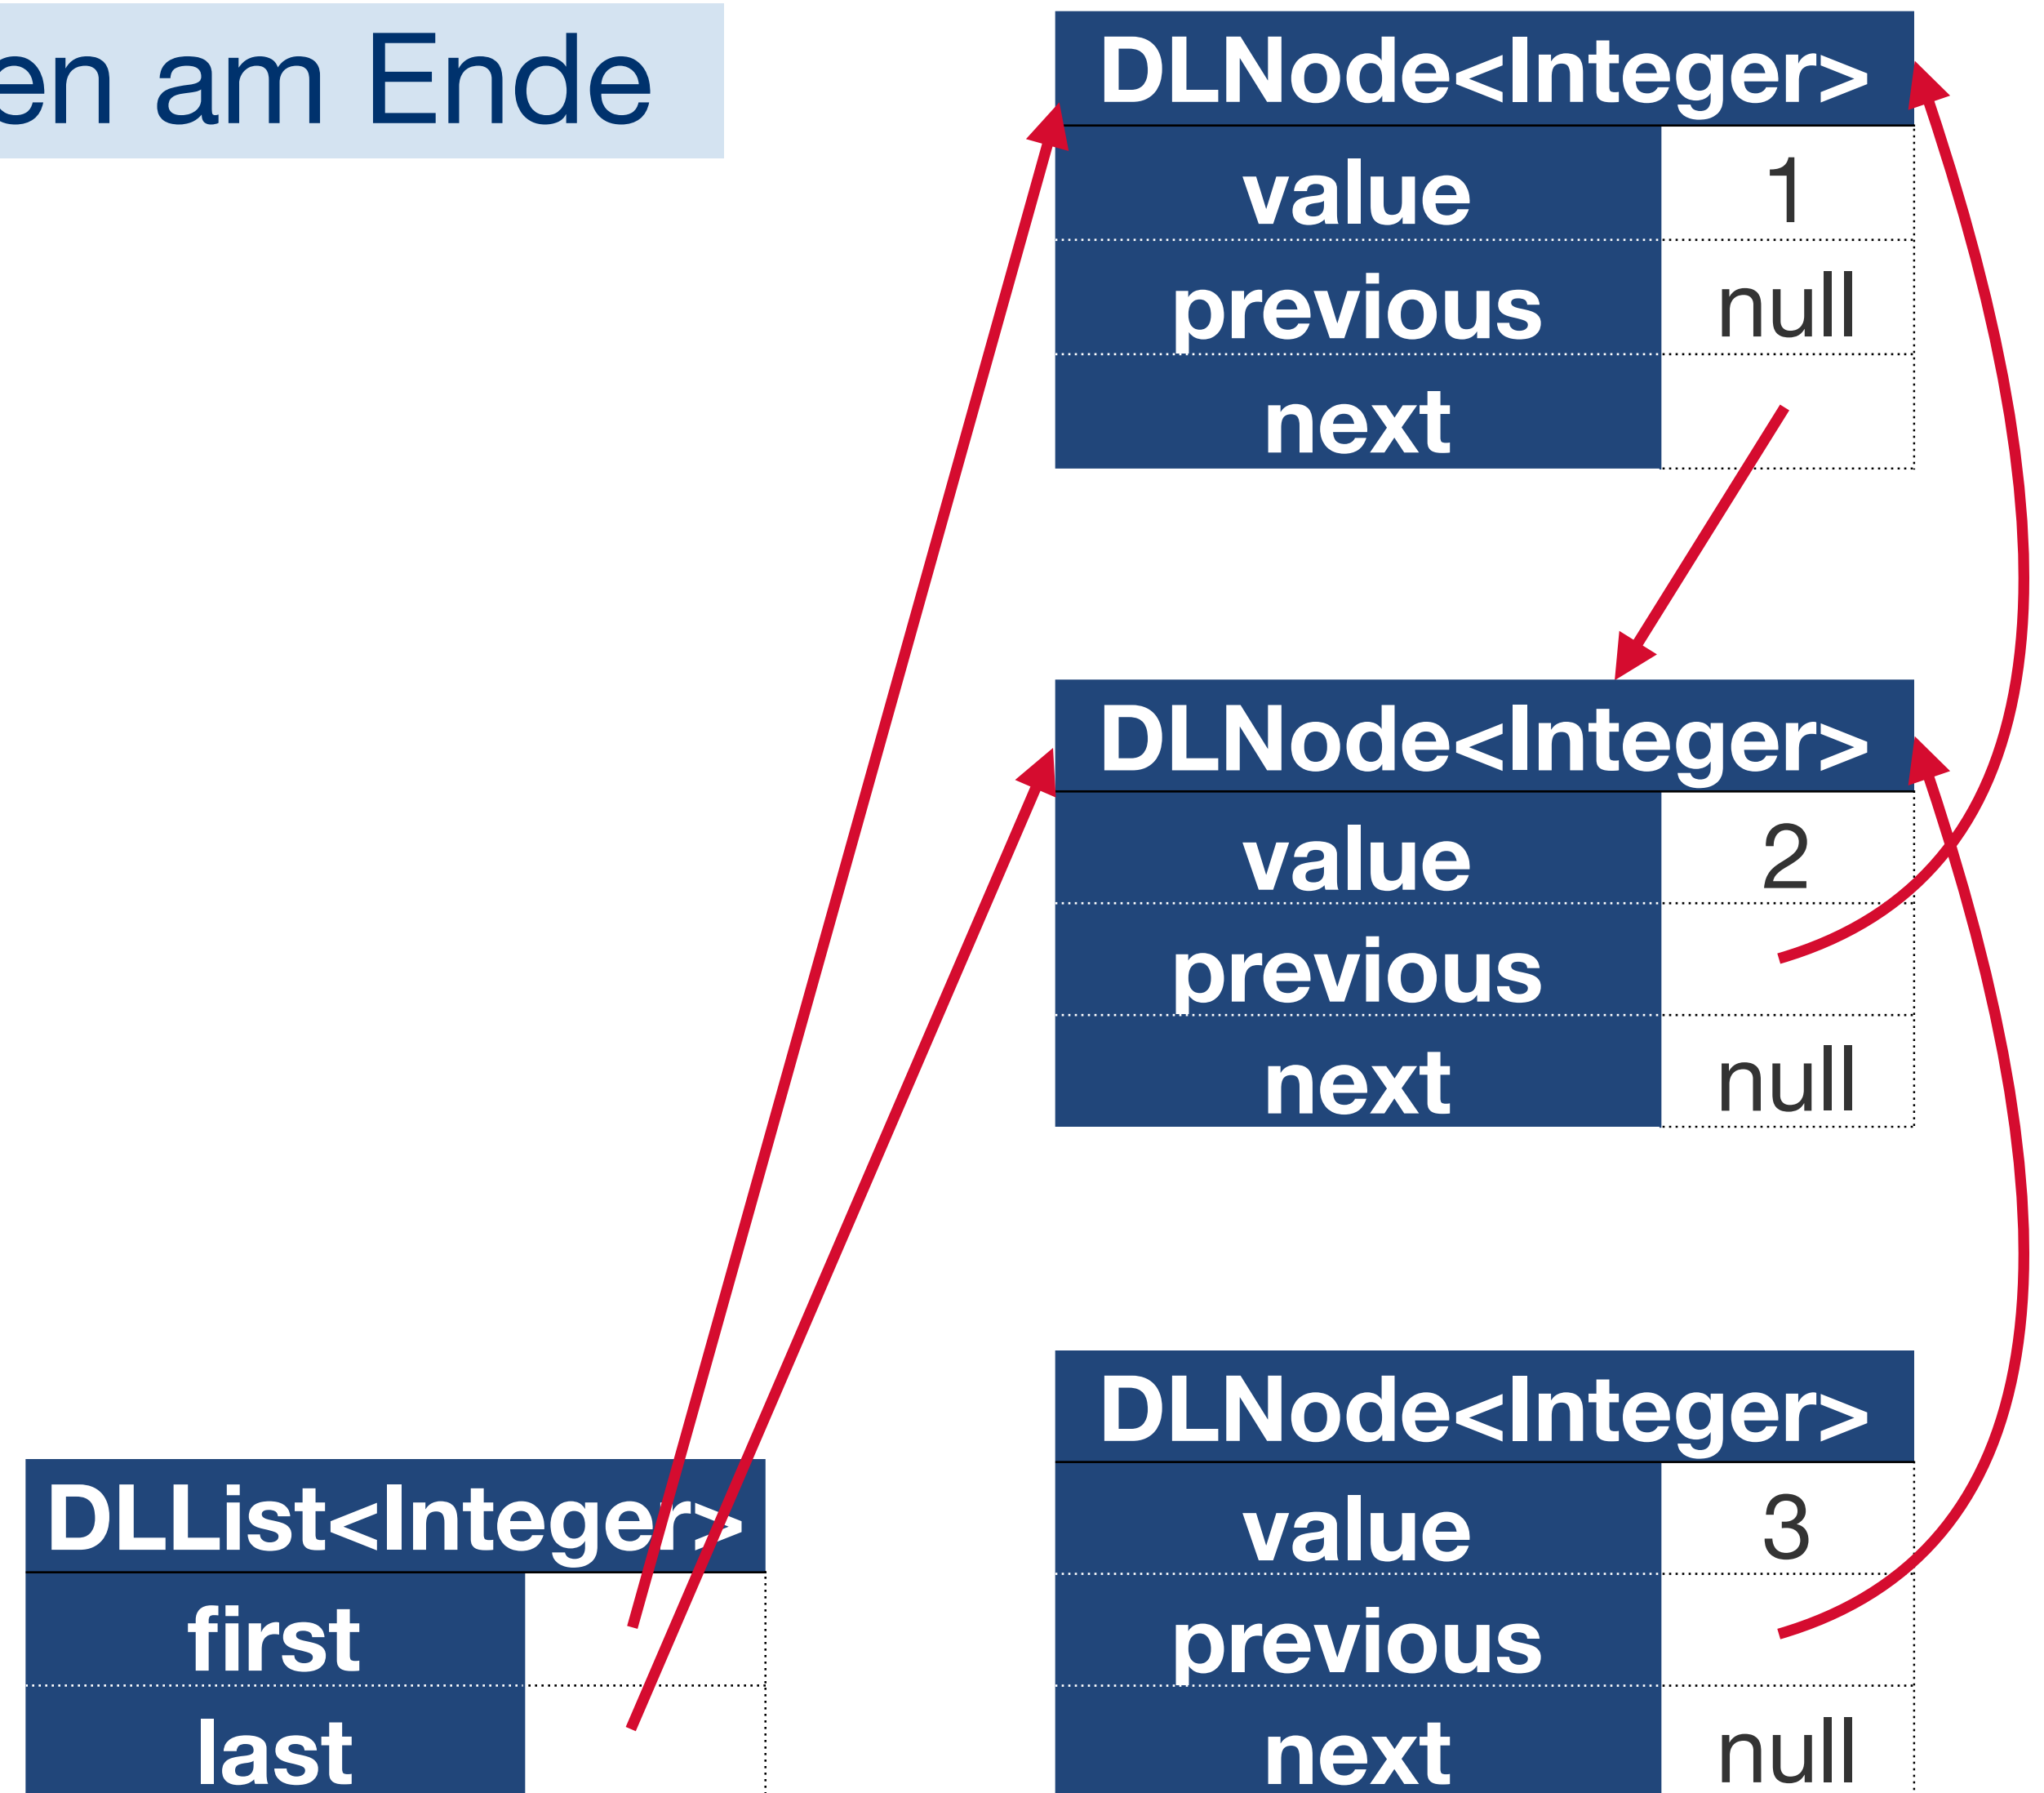 en am Ende
DLNode<Integer>
value 1
previous null
next
DLNode<Integer>
value 2
previous
next null
DLNode<Integer>
value 3
previous
next null
DLList<Integer>
first
last